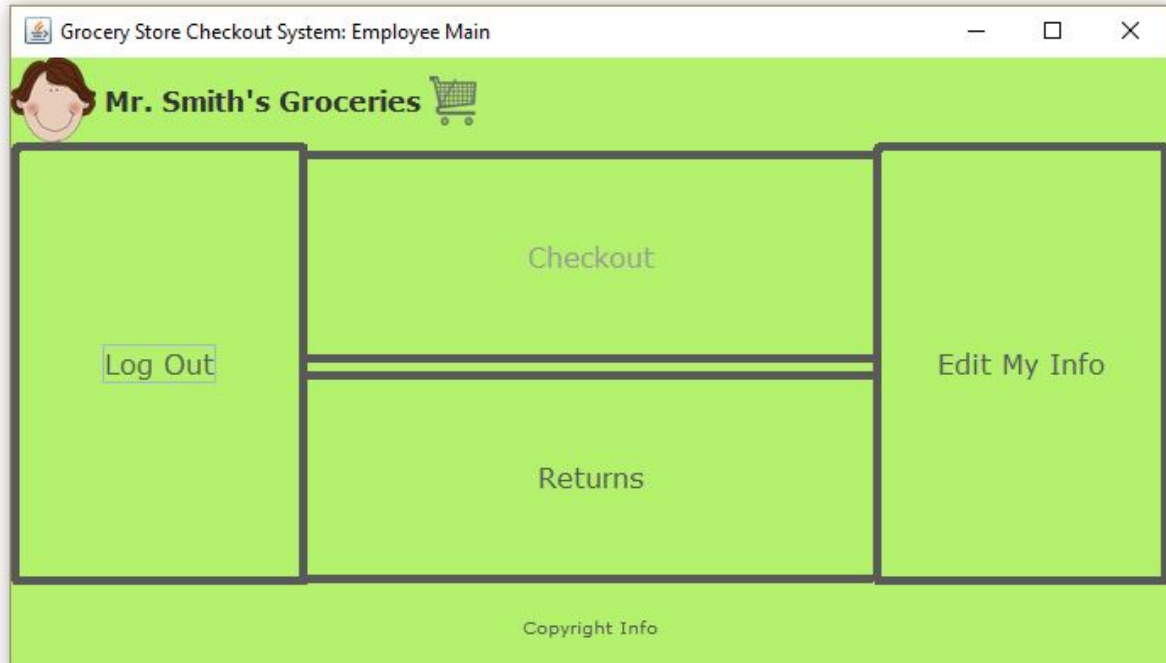 Grocery Store Checkout System: Employee Main
Mr. Smith's Groceries
Checkout
Log Out
Edit My Info
Returns
Copyright Info